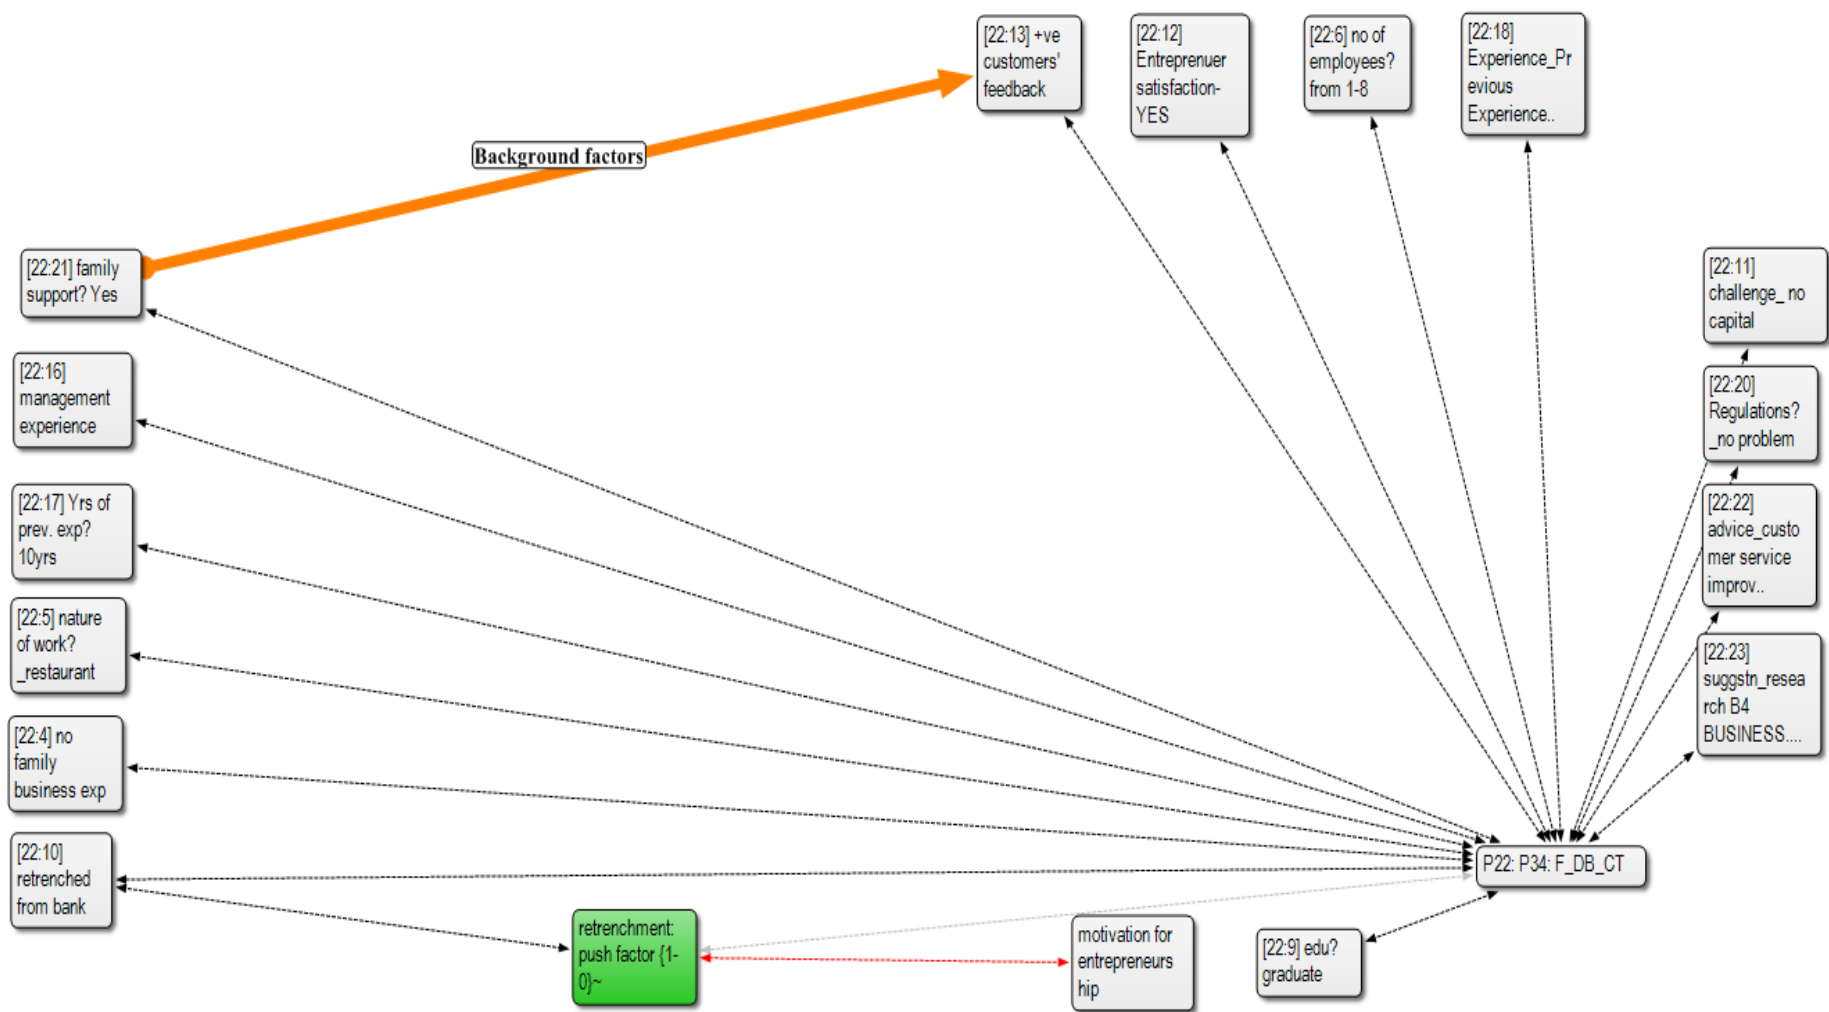 [22:13] +ve
customers'
feedback
[22:12]
Entreprenuer
satisfaction-
YES
[22:6] no of
employees?
from 1-8
[22:18]
Experience_Pr
evious
Experience..
Background factors
[22:21] family
support? Yes
[22:11]
challenge_ no
capital
[22:16]
management
experience
[22:20]
Regulations?
_no problem
[22:17] Yrs of
prev. exp?
10yrs
[22:22]
advice_custo
mer service
improv..
[22:5] nature
of work?
_restaurant
[22:23]
suggstn_resea
rch B4
BUSINESS....
[22:4] no
family
business exp
[22:10]
retrenched
from bank
P22: P34: F_DB_CT
retrenchment:
push factor {1-
0}~
motivation for
entrepreneurs
hip
[22:9] edu?
graduate